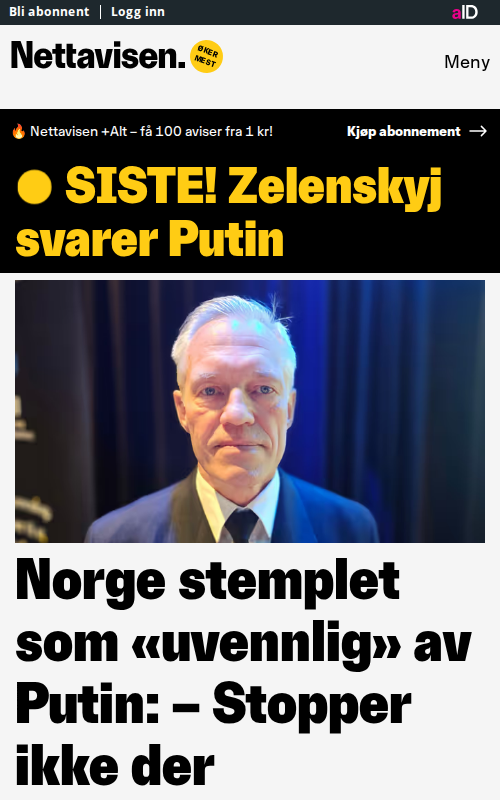 Bli abonnent
Logg inn
aID
Nettavisen.
ØKER
MEST
Meny
Nettavisen +Alt – få 100 aviser fra 1 kr!
Kjøp abonnement
SISTE! Zelenskyj
svarer Putin
Norge stemplet
som «uvennlig» av
Putin: – Stopper
ikke der